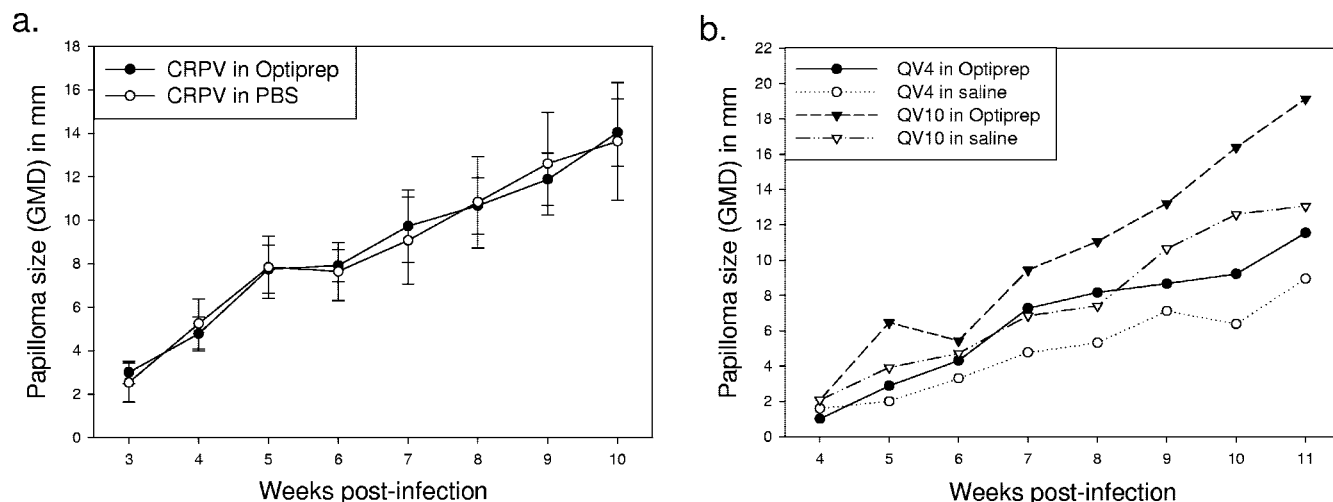 a.
Papilloma size (GMD) in mm
18
16
14
12
10
8
6
4
2
0
CRPV in Optiprep
CRPV in PBS
3 4 5 6 7 8 9 10
Weeks post-infection
b.
Papilloma size (GMD) in mm
22
20
18
16
14
12
10
8
6
4
2
0
QV4 in Optiprep
QV4 in saline
QV10 in Optiprep
QV10 in saline
4 5 6 7 8 9 10 11
Weeks post-infection